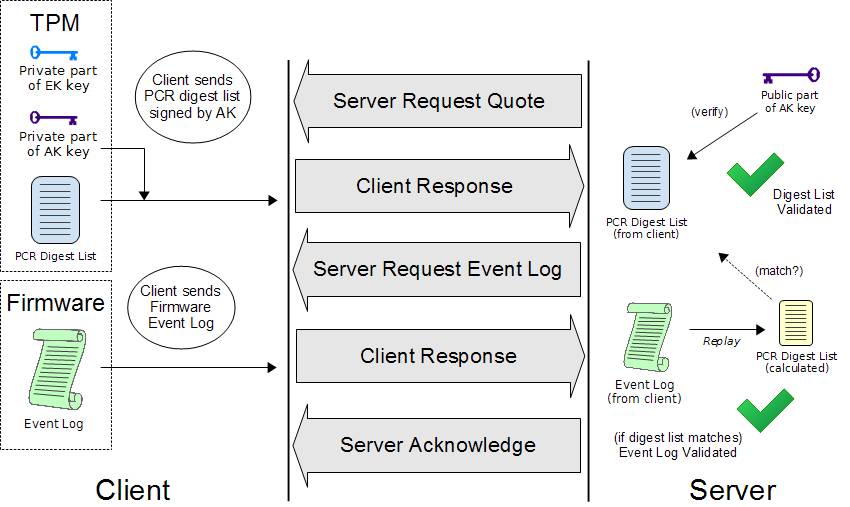 TPM
Private part
of EK key
Private part
of AK key
PCR Digest List
Client sends
PCR digest list
signed by AK
Firmware
Event Log
Client sends
Firmware
Event Log
Server Request Quote
Client Response
Server Request Event Log
Client Response
Server Acknowledge
Public part
of AK key
(verify)
PCR Digest List
(from client)
Digest List
Validated
(match?)
Event Log
(from client)
Replay
PCR Digest List
(calculated)
(if digest list matches)
Event Log Validated
Client
Server